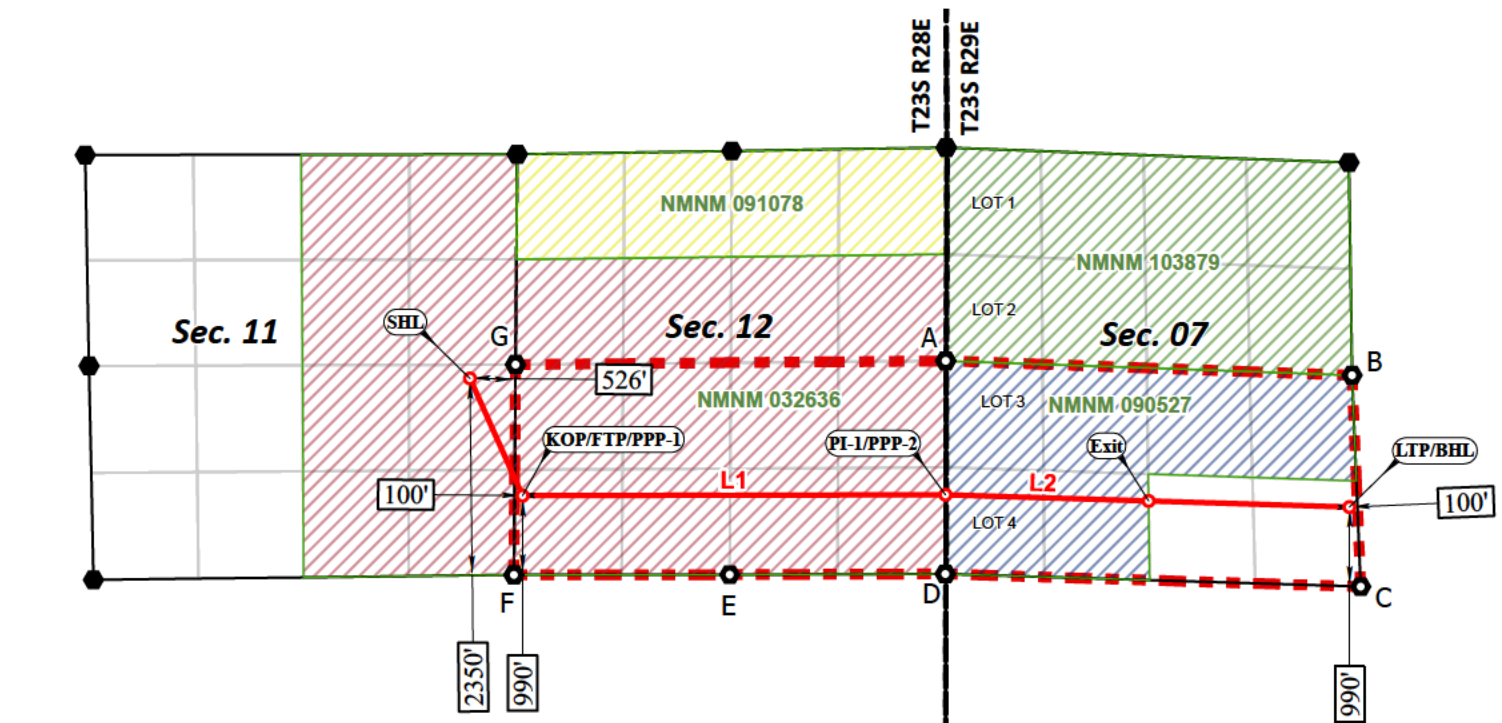 T23S R28E
T23S R29E
NMNM 091078
LOT 1
NMNM 103879
LOT 2
SHL
Sec. 11
Sec. 12
Sec. 07
G
A
B
526'
NMNM 032636
LOT 3
NMNM 090527
KOP/FTP/PPP-1
PI-1/PPP-2
Exit
LTP/BHL
100'
L1
L2
100'
LOT 4
F
E
D
C
2350'
990'
990'